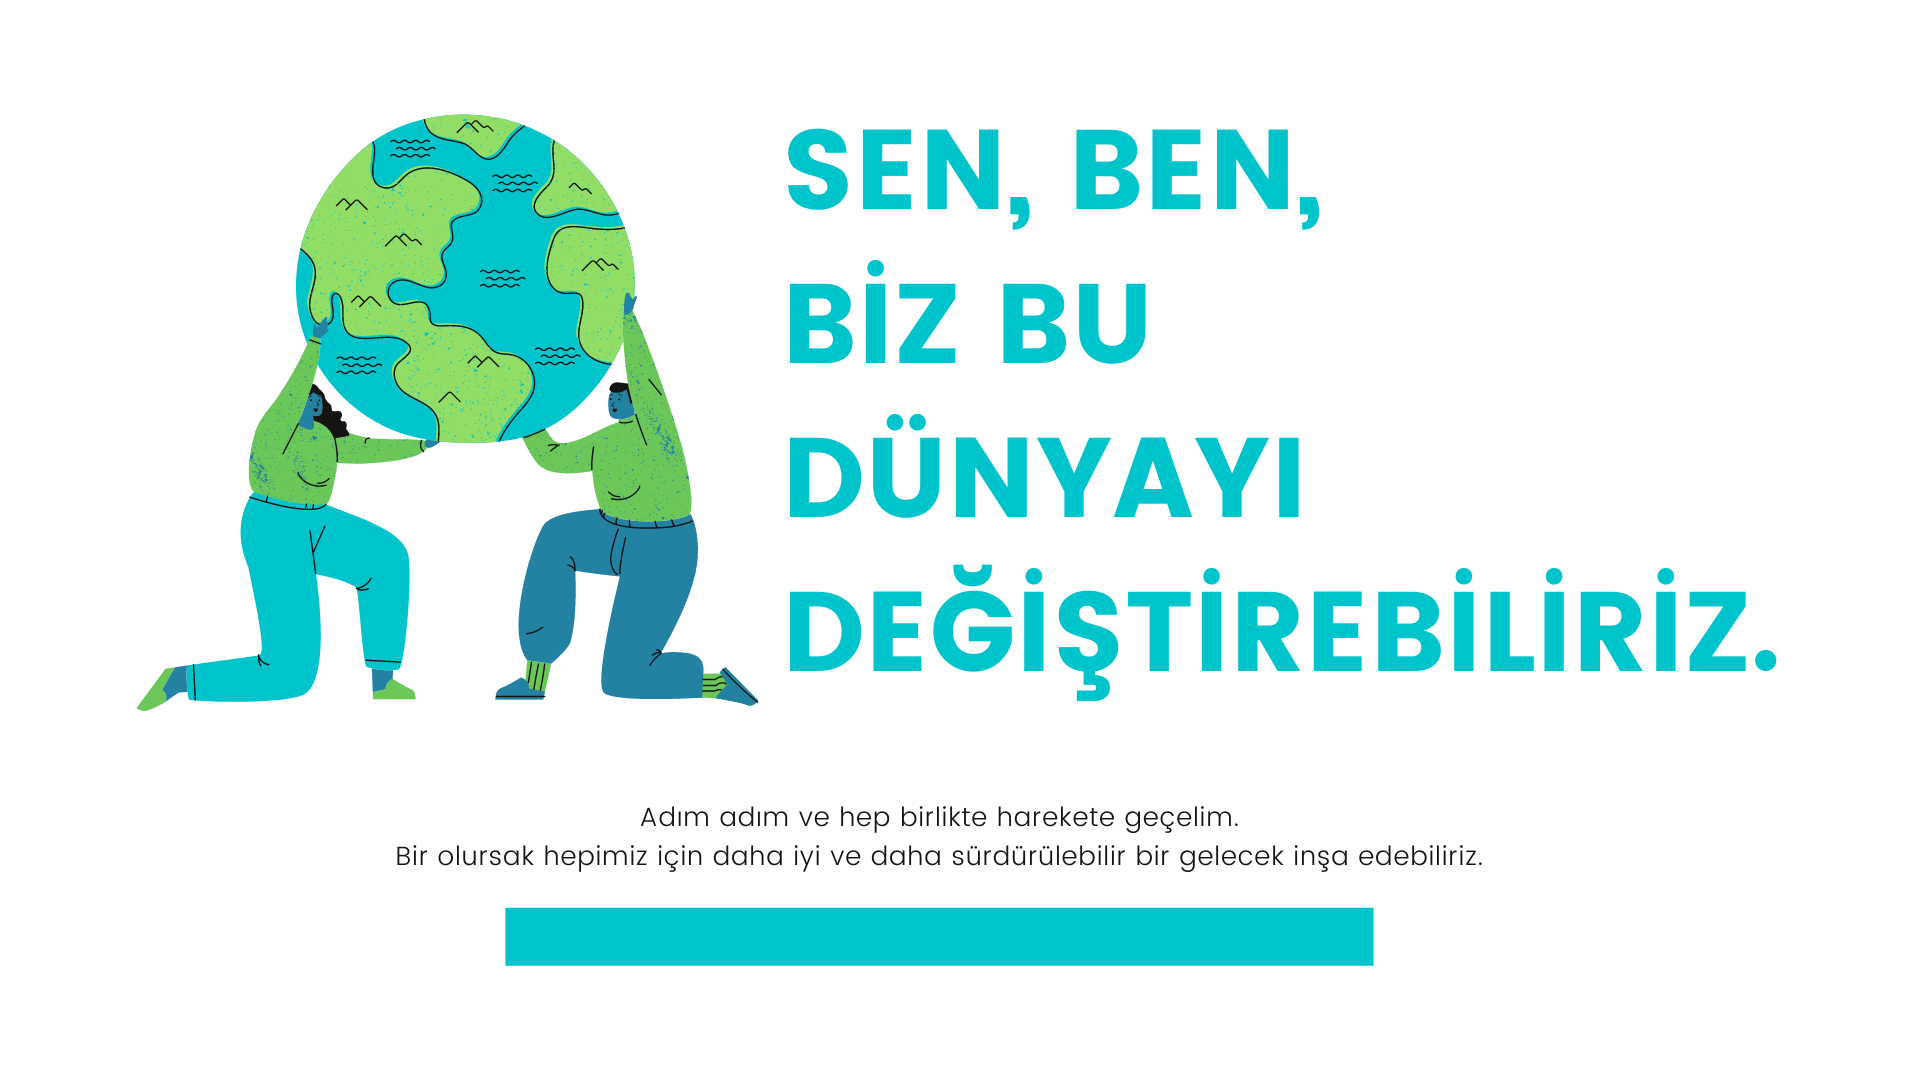 SEN, BEN,
BİZ BU
DÜNYAYI
DEĞİŞTİREBİLİRİZ.
Adım adım ve hep birlikte harekete geçelim.
Bir olursak hepimiz için daha iyi ve daha sürdürülebilir bir gelecek inşa edebiliriz.